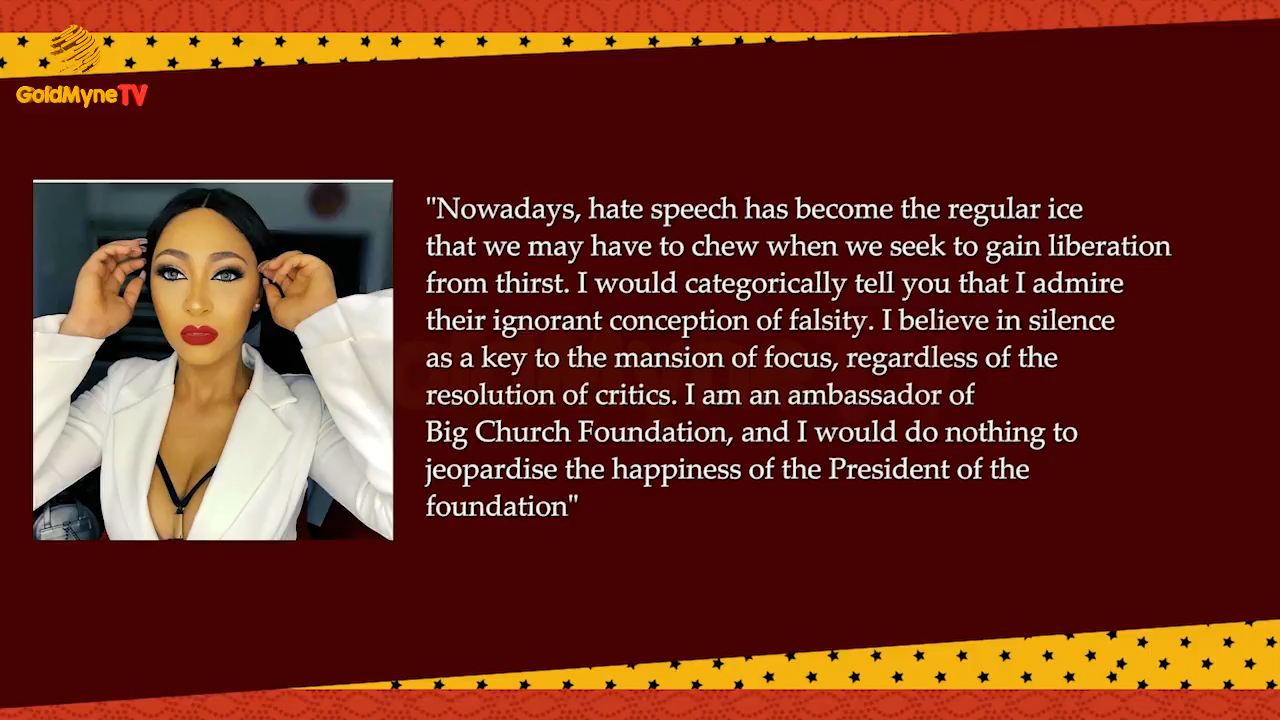 GoldMyneTV
"Nowadays, hate speech has become the regular ice
that we may have to chew when we seek to gain liberation
from thirst. I would categorically tell you that I admire
their ignorant conception of falsity. I believe in silence
as a key to the mansion of focus, regardless of the
resolution of critics. I am an ambassador of
Big Church Foundation, and I would do nothing to
jeopardise the happiness of the President of the
foundation"